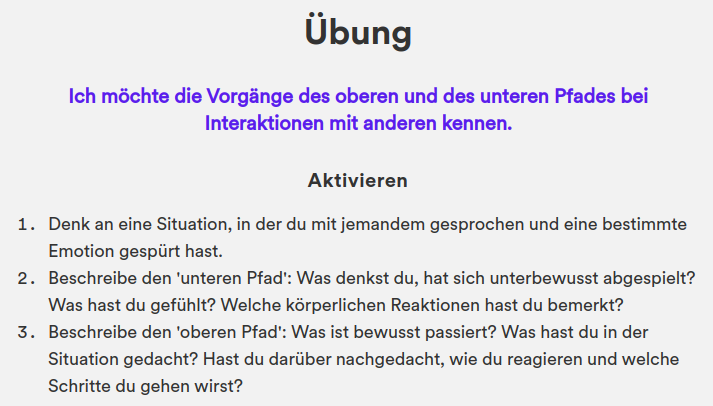 Übung
Ich möchte die Vorgänge des oberen und des unteren Pfades bei
Interaktionen mit anderen kennen.
Aktivieren
1. Denk an eine Situation, in der du mit jemandem gesprochen und eine bestimmte
Emotion gespürt hast.
2. Beschreibe den 'unteren Pfad': Was denkst du, hat sich unterbewusst abgespielt?
Was hast du gefühlt? Welche körperlichen Reaktionen hast du bemerkt?
3. Beschreibe den 'oberen Pfad': Was ist bewusst passiert? Was hast du in der
Situation gedacht? Hast du darüber nachgedacht, wie du reagieren und welche
Schritte du gehen wirst?